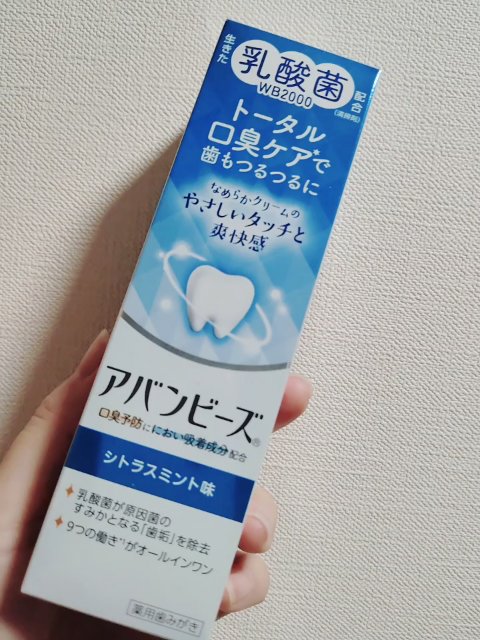 生きた
乳酸菌
WB2000
配合
(清掃剤)
トータル
口臭ケア*で
歯もつるつるに
なめらかクリームの
やさしいタッチと
爽快感
アバンビーズ®
口臭予防ににおい吸着成分配合
シトラスミント味
乳酸菌が原因菌の
すみかとなる「歯垢」を除去
9つの働き*¹がオールインワン
薬用歯みがき